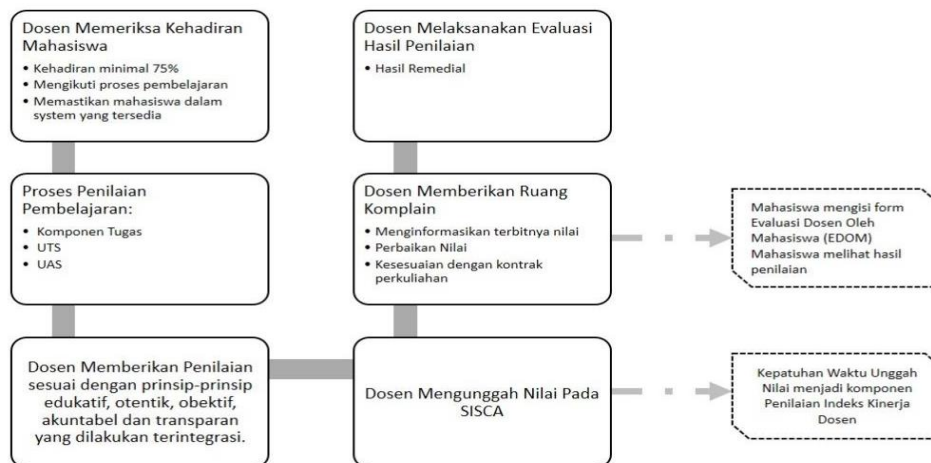 Dosen Memeriksa Kehadiran
Mahasiswa
• Kehadiran minimal 75%
• Mengikuti proses pembelajaran
• Memastikan mahasiswa dalam
system yang tersedia
Proses Penilaian
Pembelajaran:
• Komponen Tugas
• UTS
• UAS
Dosen Memberikan Penilaian
sesuai dengan prinsip-prinsip
edukatif, otentik, obektif,
akuntabel dan transparan
yang dilakukan terintegrasi.
Dosen Mengunggah Nilai Pada
SISCA
Kepatuhan Waktu Unggah
Nilai menjadi komponen
Penilaian Indeks Kinerja
Dosen
Dosen Memberikan Ruang
Komplain
• Menginformasikan terbitnya nilai
• Perbaikan Nilai
• Kesesuaian dengan kontrak
perkuliahan
Mahasiswa mengisi form
Evaluasi Dosen Oleh
Mahasiswa (EDOM)
Mahasiswa melihat hasil
penilaian
Dosen Melaksanakan Evaluasi
Hasil Penilaian
• Hasil Remedial